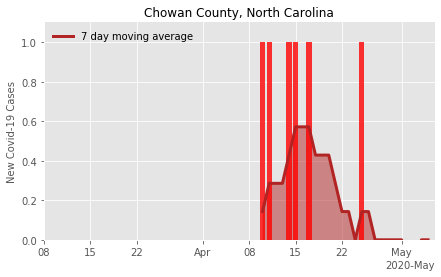 Chowan County, North Carolina
7 day moving average
New Covid-19 Cases
1.0
0.8
0.6
0.4
0.2
0.0
08 15 22 Apr 08 15 22 May
2020-May